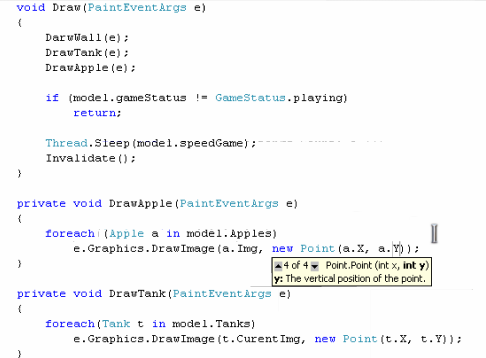 void Draw(PaintEventArgs e)
{
DarwWall(e);
DrawTank(e);
DrawApple(e);
if (model.gameStatus != GameStatus.playing)
return;
Thread.Sleep(model.speedGame);
Invalidate();
}
private void DrawApple(PaintEventArgs e)
{
foreach (Apple a in model.Apples)
e.Graphics.DrawImage(a.Img, new Point(a.X, a.Y));
}
4 of 4 Point.Point (int x, int y)
y: The vertical position of the point.
private void DrawTank(PaintEventArgs e)
{
foreach(Tank t in model.Tanks)
e.Graphics.DrawImage(t.CurentImg, new Point(t.X, t.Y));
}